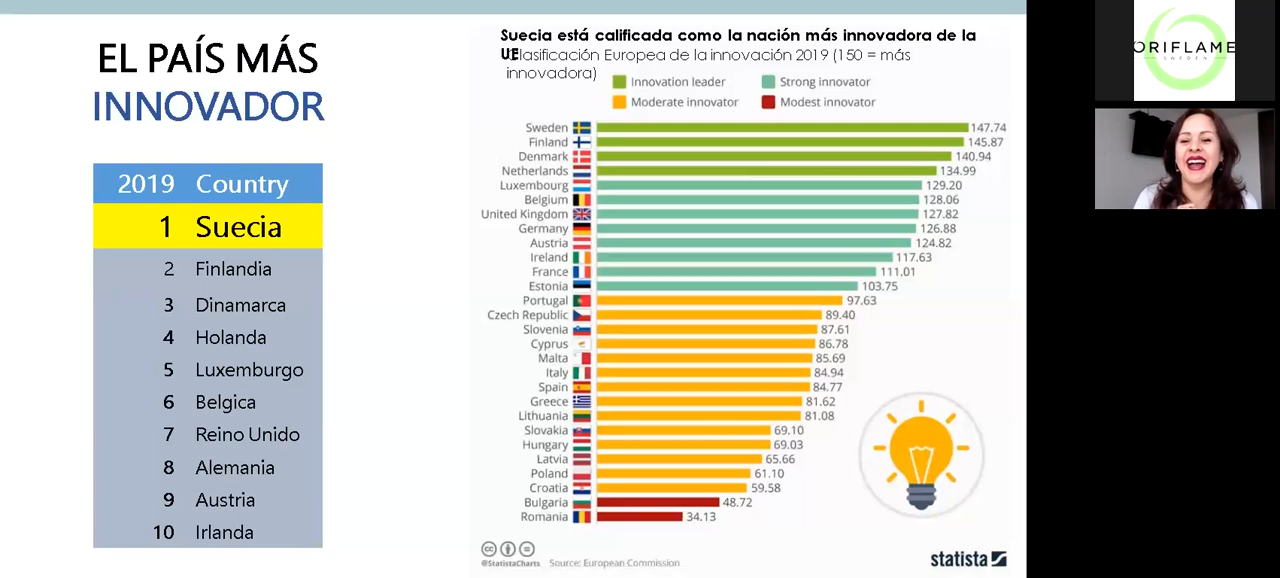 EL PAÍS MÁS
INNOVADOR
2019 Country
1 Suecia
2 Finlandia
3 Dinamarca
4 Holanda
5 Luxemburgo
6 Belgica
7 Reino Unido
8 Alemania
9 Austria
10 Irlanda
Suecia está calificada como la nación más innovadora de la
UE
Clasificación Europea de la innovación 2019 (150 = más
innovadora)
Innovation leader Strong innovator
Moderate innovator Modest innovator
Sweden 147.74
Finland 145.87
Denmark 140.94
Netherlands 134.99
Luxembourg 129.20
Belgium 128.06
United Kingdom 127.82
Germany 126.88
Austria 124.82
Ireland 117.63
France 111.01
Estonia 103.75
Portugal 97.63
Czech Republic 89.40
Slovenia 87.61
Cyprus 86.78
Malta 85.69
Italy 84.94
Spain 84.77
Greece 81.62
Lithuania 81.08
Slovakia 69.10
Hungary 69.03
Latvia 65.66
Poland 61.10
Croatia 59.58
Bulgaria 48.72
Romania 34.13
@StatistaCharts Source: European Commission
statista
ORIFLAME
SWEDEN